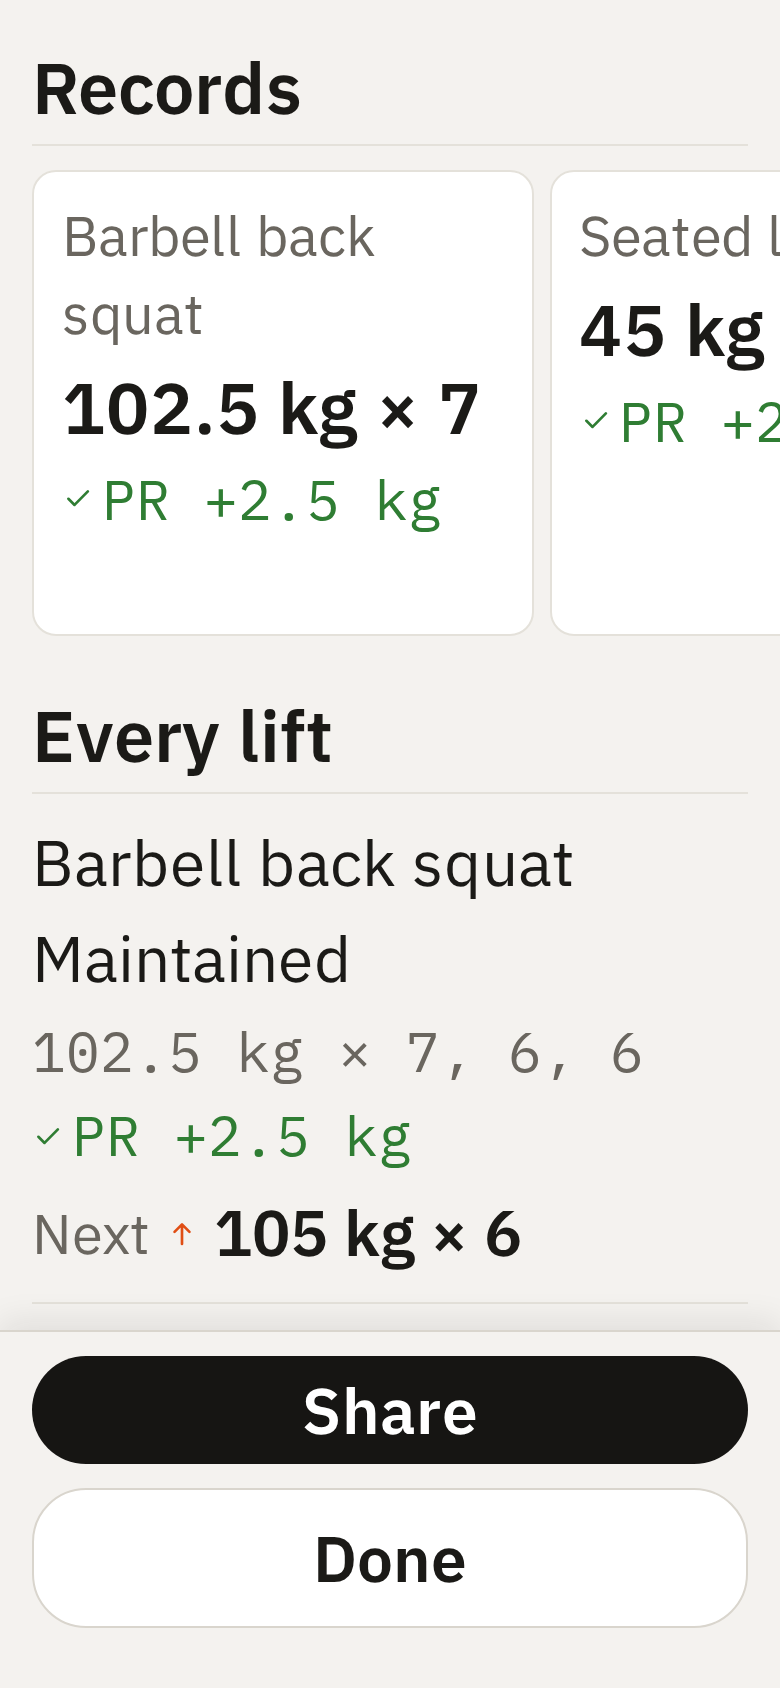 Records
Barbell back
squat
102.5 kg × 7
✓ PR +2.5 kg
Seated
45 kg
✓ PR +2
Every lift
Barbell back squat
Maintained
102.5 kg × 7, 6, 6
✓ PR +2.5 kg
Next ↑ 105 kg × 6
Share
Done